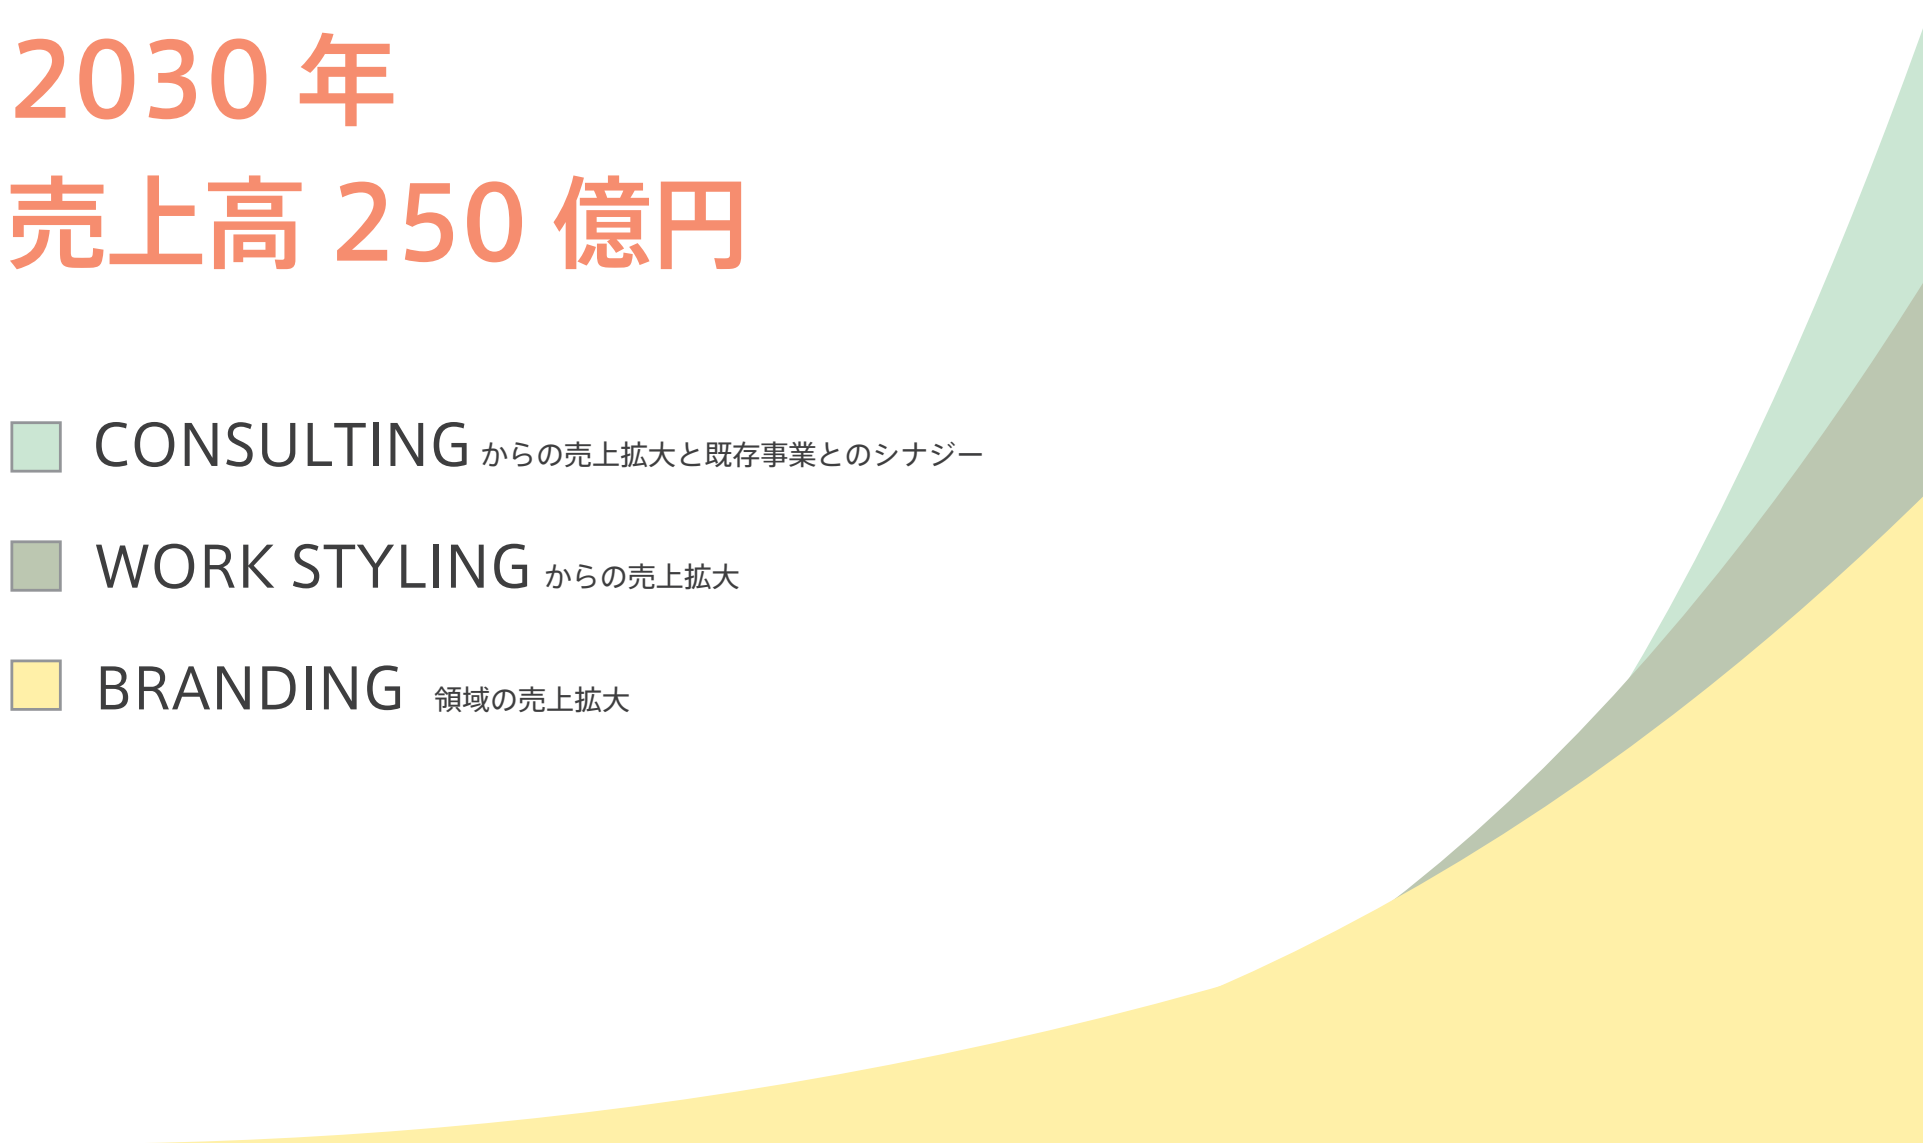 2030 年
売上高 250 億円
CONSULTING からの売上拡大と既存事業とのシナジー
WORK STYLING からの売上拡大
BRANDING 領域の売上拡大